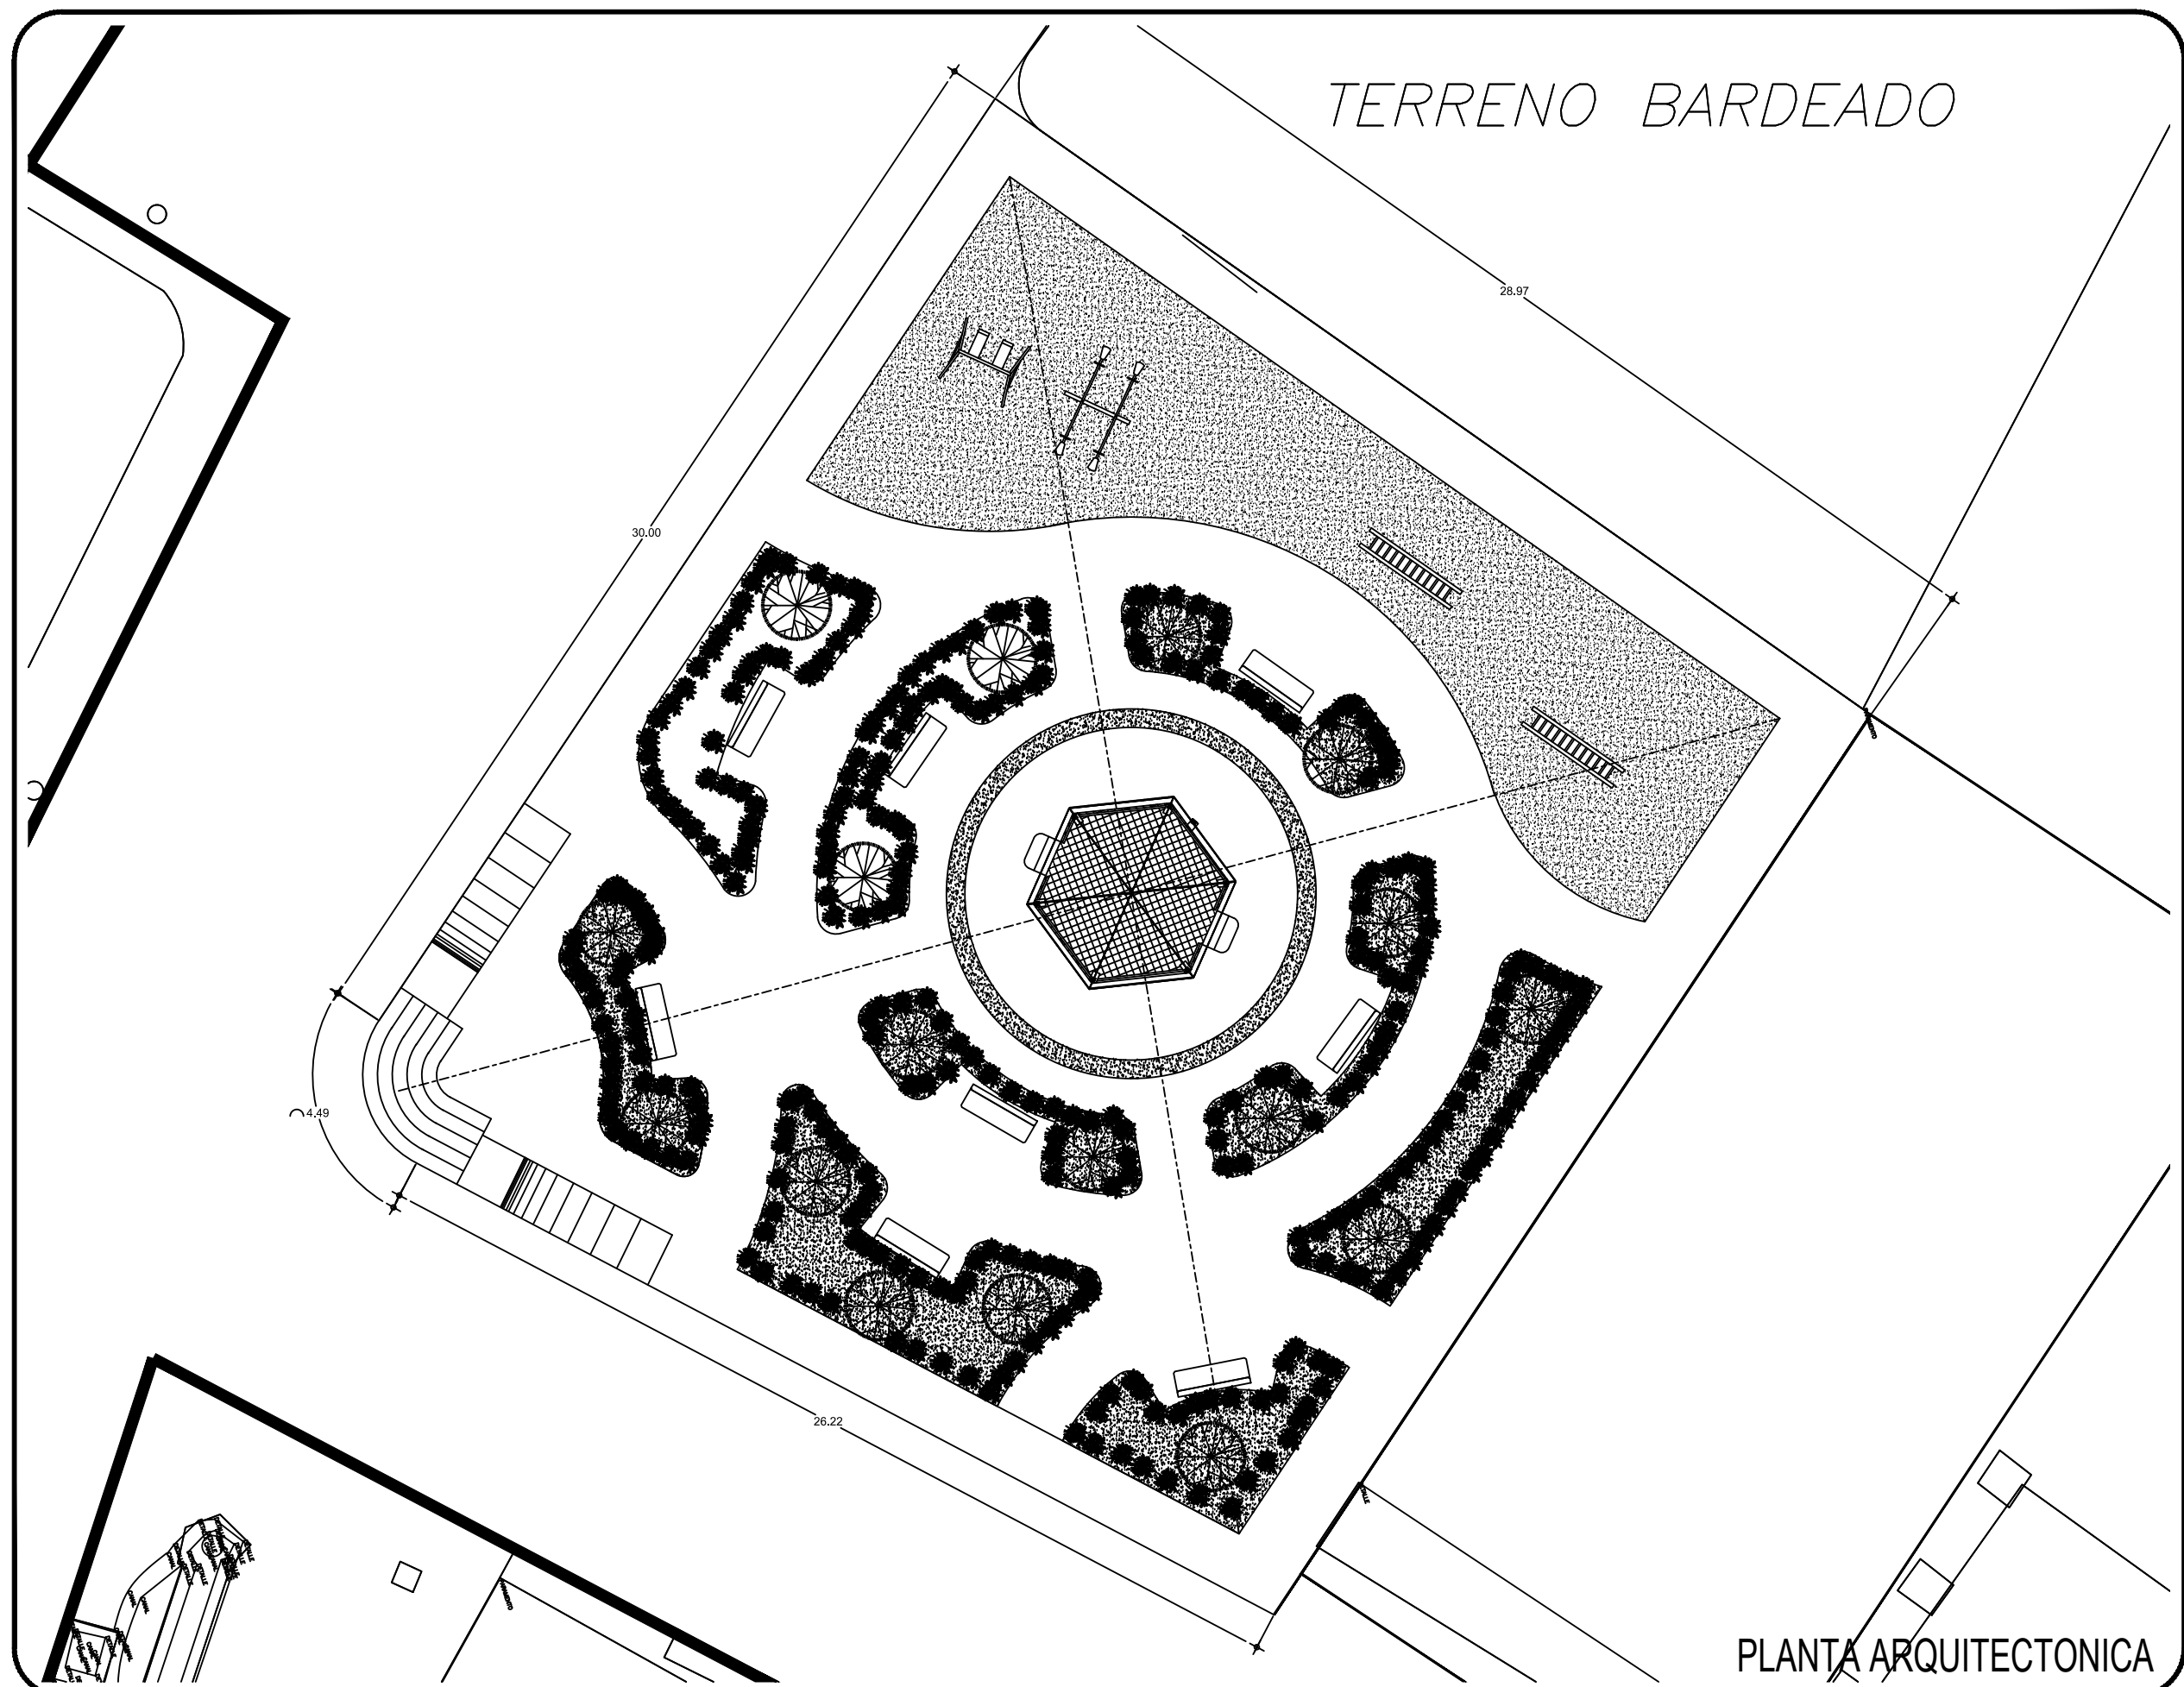 TERRENO BARDEADO
28.97
30.00
4.49
26.22
PLANTA ARQUITECTONICA